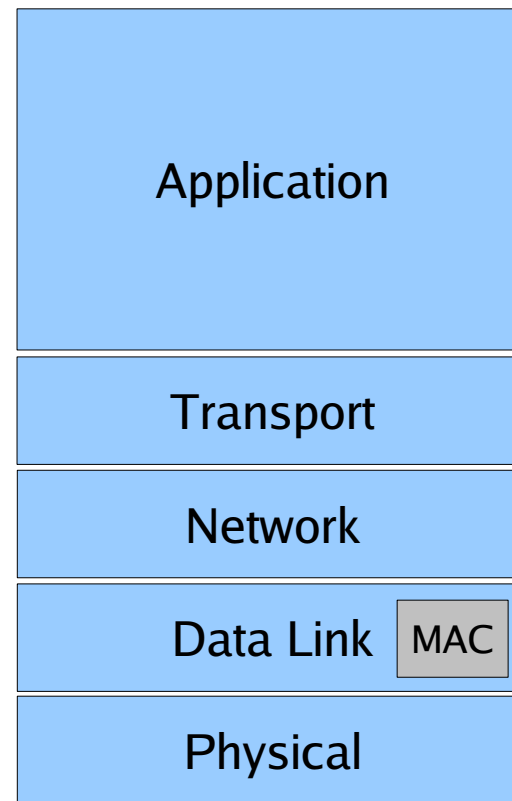 Application
Transport
Network
Data Link MAC
Physical